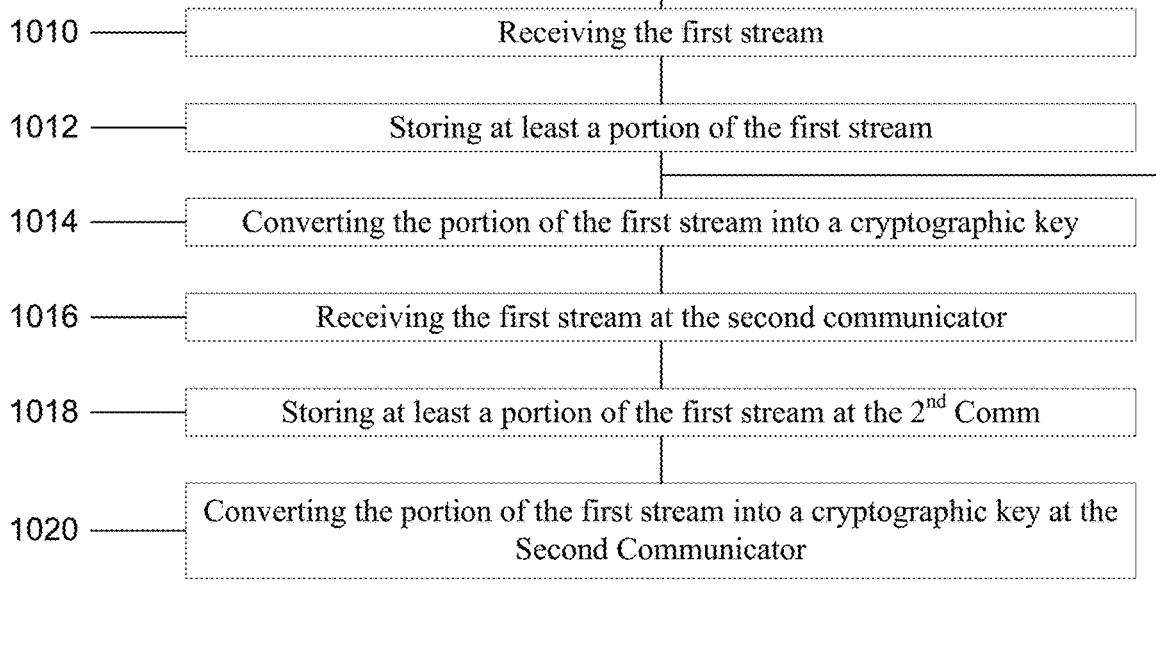 1010 Receiving the first stream
1012 Storing at least a portion of the first stream
1014 Converting the portion of the first stream into a cryptographic key
1016 Receiving the first stream at the second communicator
1018 Storing at least a portion of the first stream at the 2nd Comm
1020 Converting the portion of the first stream into a cryptographic key at the
Second Communicator